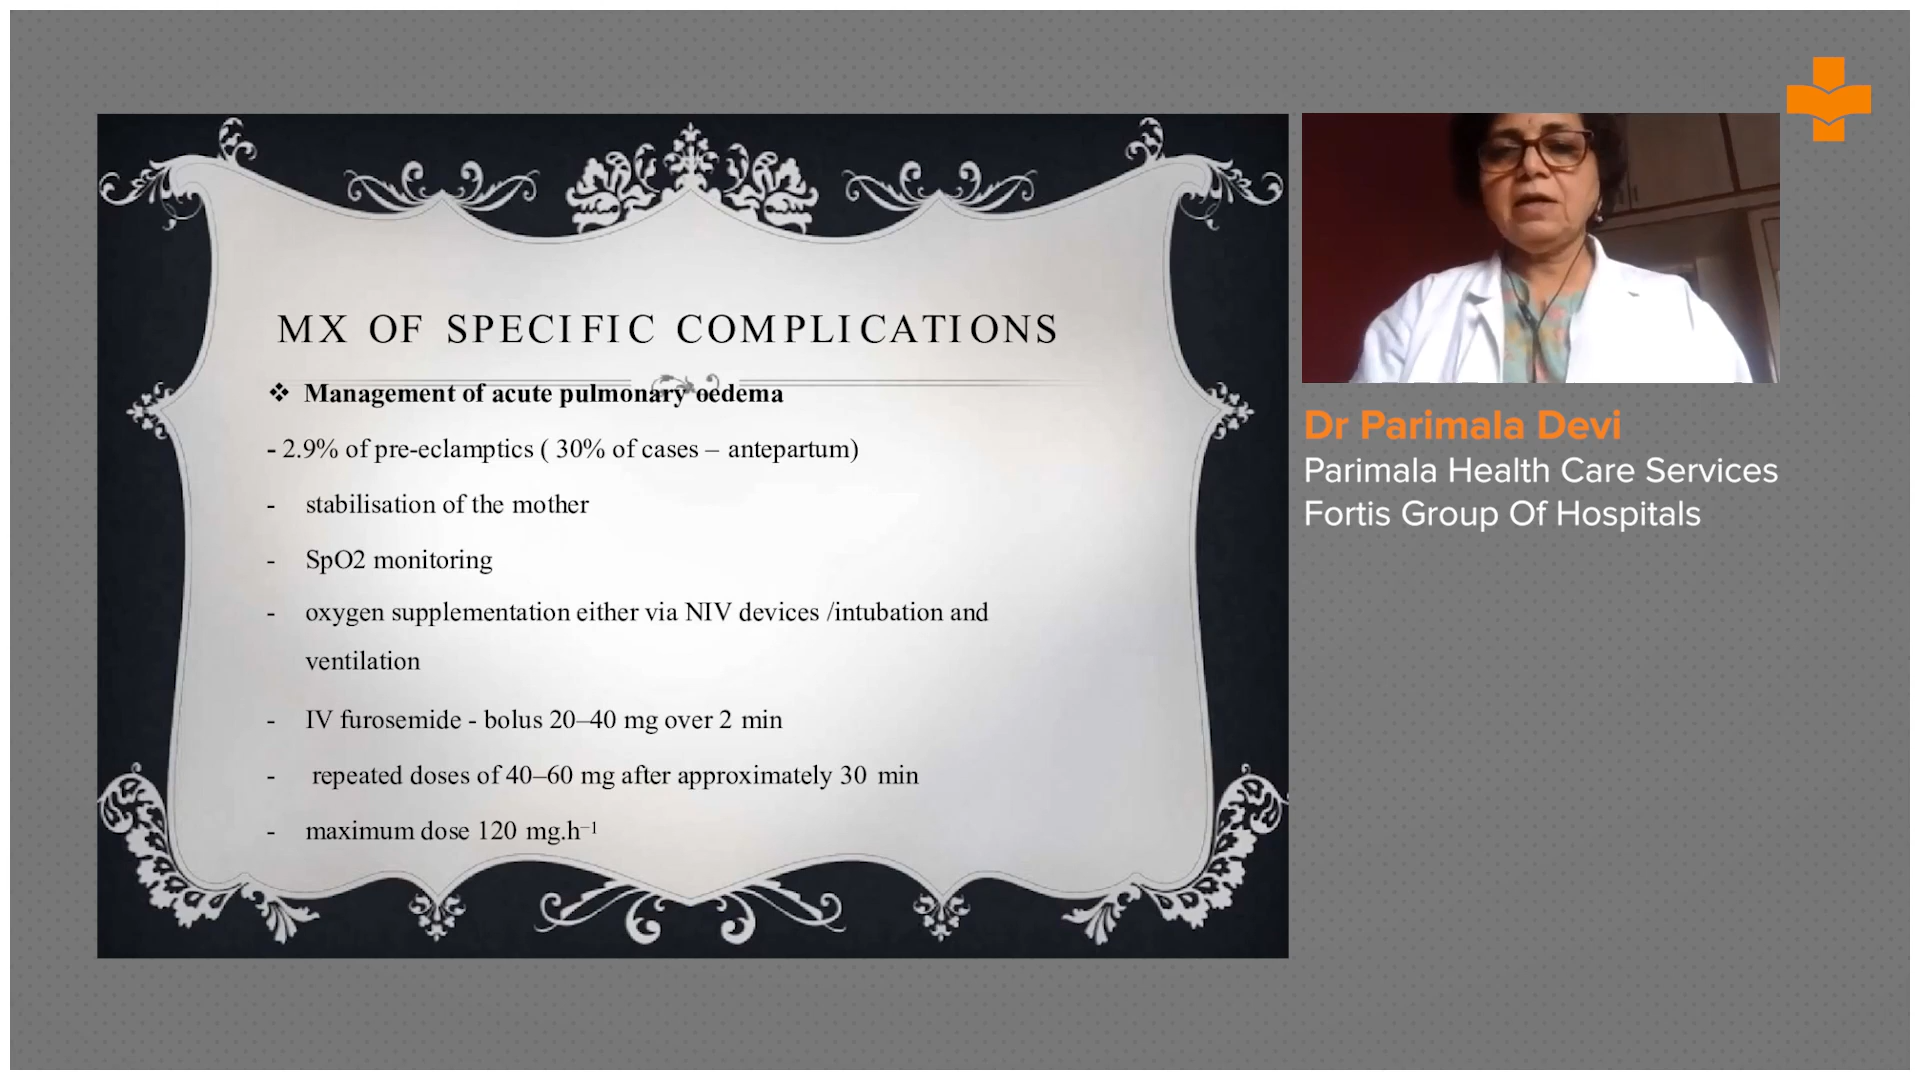 MX OF SPECIFIC COMPLICATIONS
❖ Management of acute pulmonary oedema
- 2.9% of pre-eclamptics ( 30% of cases – antepartum)
- stabilisation of the mother
- SpO2 monitoring
- oxygen supplementation either via NIV devices /intubation and
ventilation
- IV furosemide - bolus 20–40 mg over 2 min
- repeated doses of 40–60 mg after approximately 30 min
- maximum dose 120 mg.h⁻¹
Dr Parimala Devi
Parimala Health Care Services
Fortis Group Of Hospitals